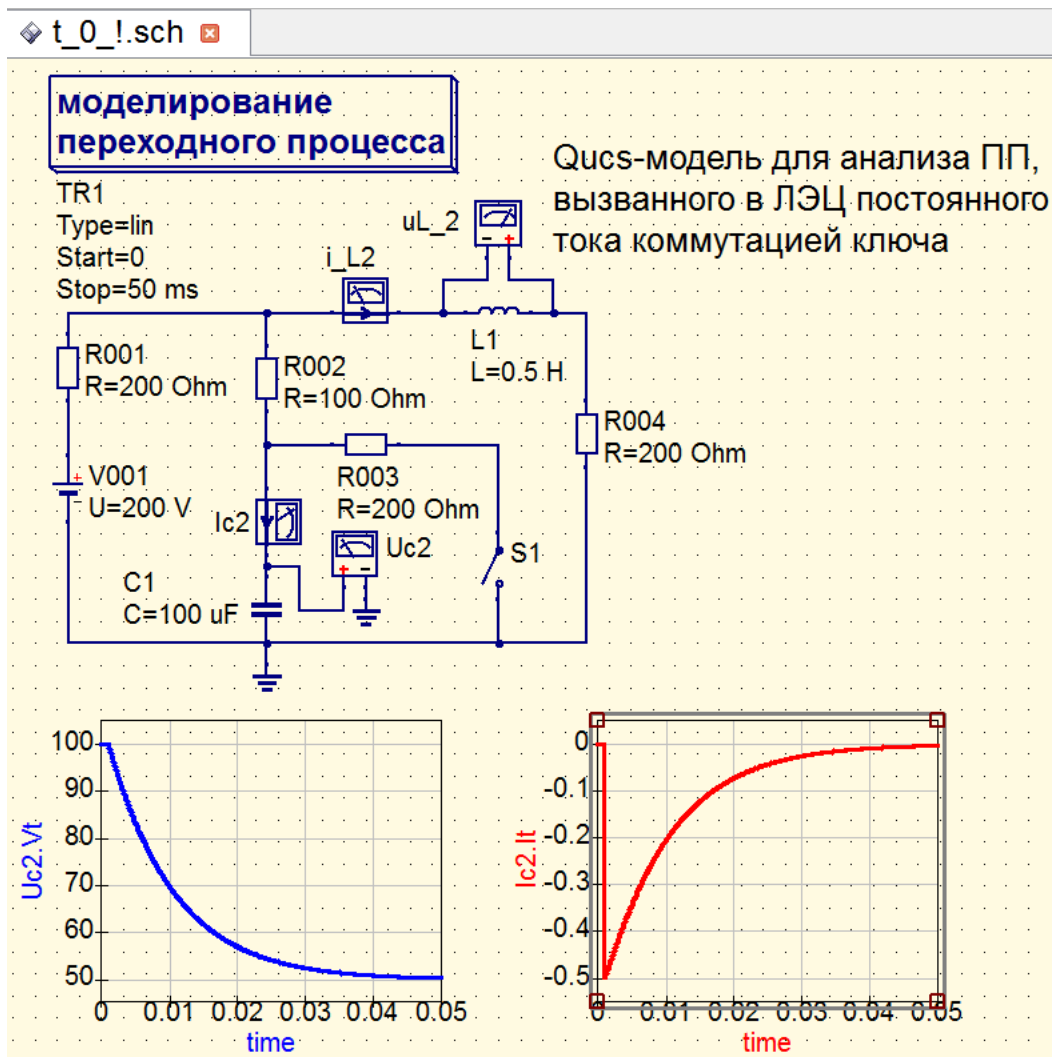 t_0_!.sch
моделирование
переходного процесса
Qucs-модель для анализа ПП,
вызванного в ЛЭЦ постоянного
тока коммутацией ключа
TR1
Type=lin
Start=0
Stop=50 ms
uL_2
i_L2
L1
L=0.5 H
R001
R=200 Ohm
R002
R=100 Ohm
R004
R=200 Ohm
V001
U=200 V
R003
R=200 Ohm
Ic2
Uc2
S1
C1
C=100 uF
100
90
80
70
60
50
0 0.01 0.02 0.03 0.04 0.05
time
Uc2.Vt
0
-0.1
-0.2
-0.3
-0.4
-0.5
0 0.01 0.02 0.03 0.04 0.05
time
Ic2.It